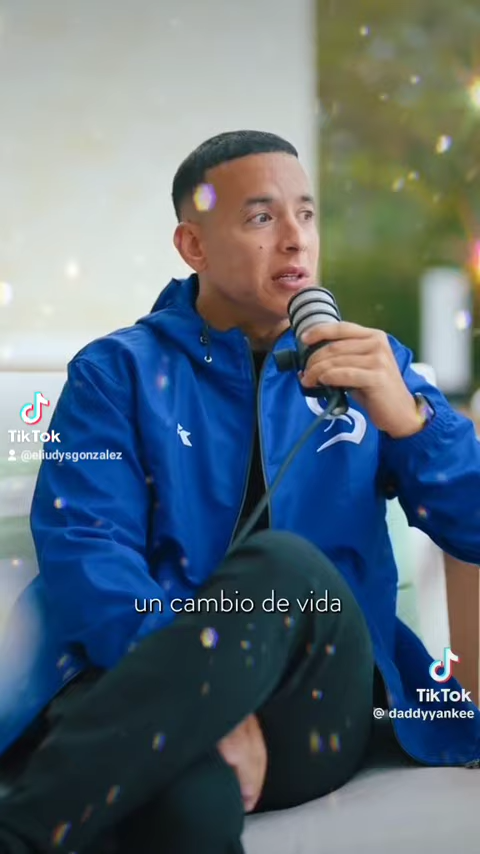 TikTok
@eliudysgonzalez
un cambio de vida
TikTok
@daddyyankee